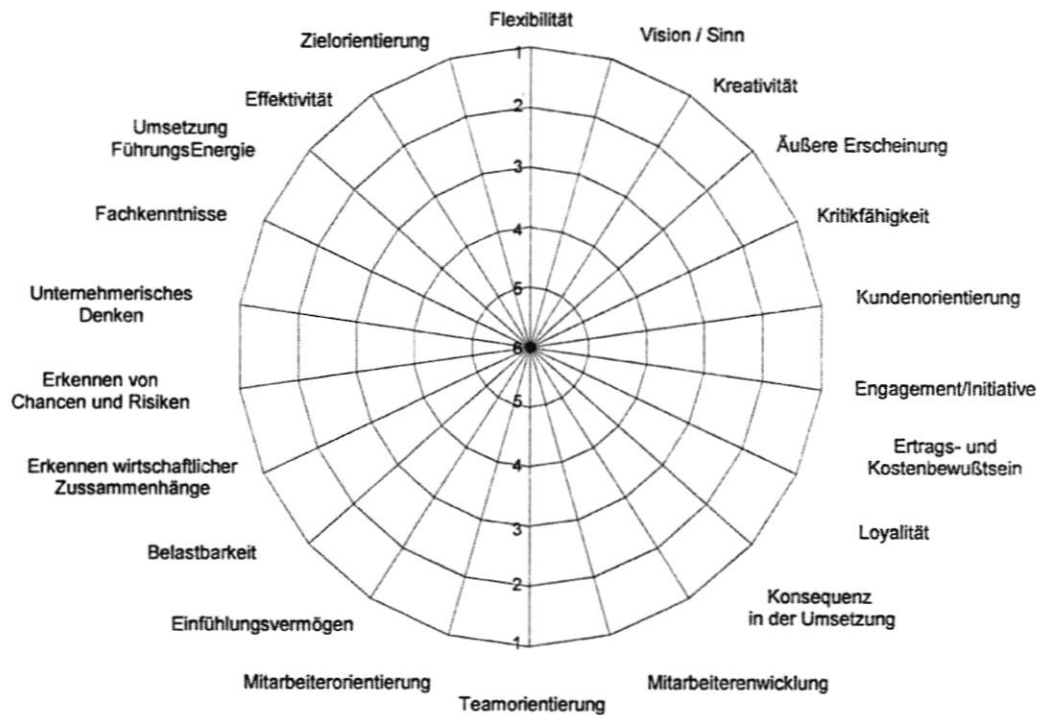 Flexibilität
Zielorientierung
Vision / Sinn
Effektivität
Kreativität
Umsetzung
FührungsEnergie
Äußere Erscheinung
Fachkenntnisse
Kritikfähigkeit
Unternehmerisches
Denken
Kundenorientierung
Erkennen von
Chancen und Risiken
Engagement/Initiative
Erkennen wirtschaftlicher
Zussammenhänge
Ertrags- und
Kostenbewußtsein
Belastbarkeit
Loyalität
Einfühlungsvermögen
Konsequenz
in der Umsetzung
Mitarbeiterorientierung
Mitarbeiterenwicklung
Teamorientierung
1
2
3
4
5
6
5
4
3
2
1